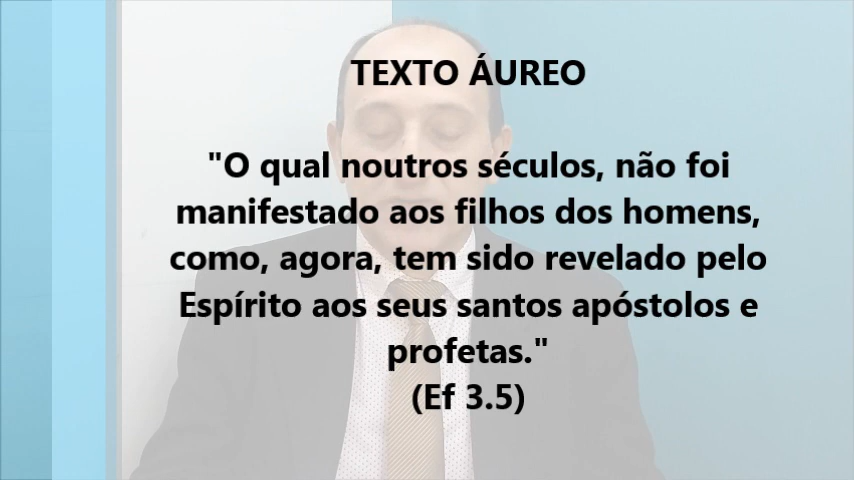 TEXTO ÁUREO
"O qual noutros séculos, não foi
manifestado aos filhos dos homens,
como, agora, tem sido revelado pelo
Espírito aos seus santos apóstolos e
profetas."
(Ef 3.5)